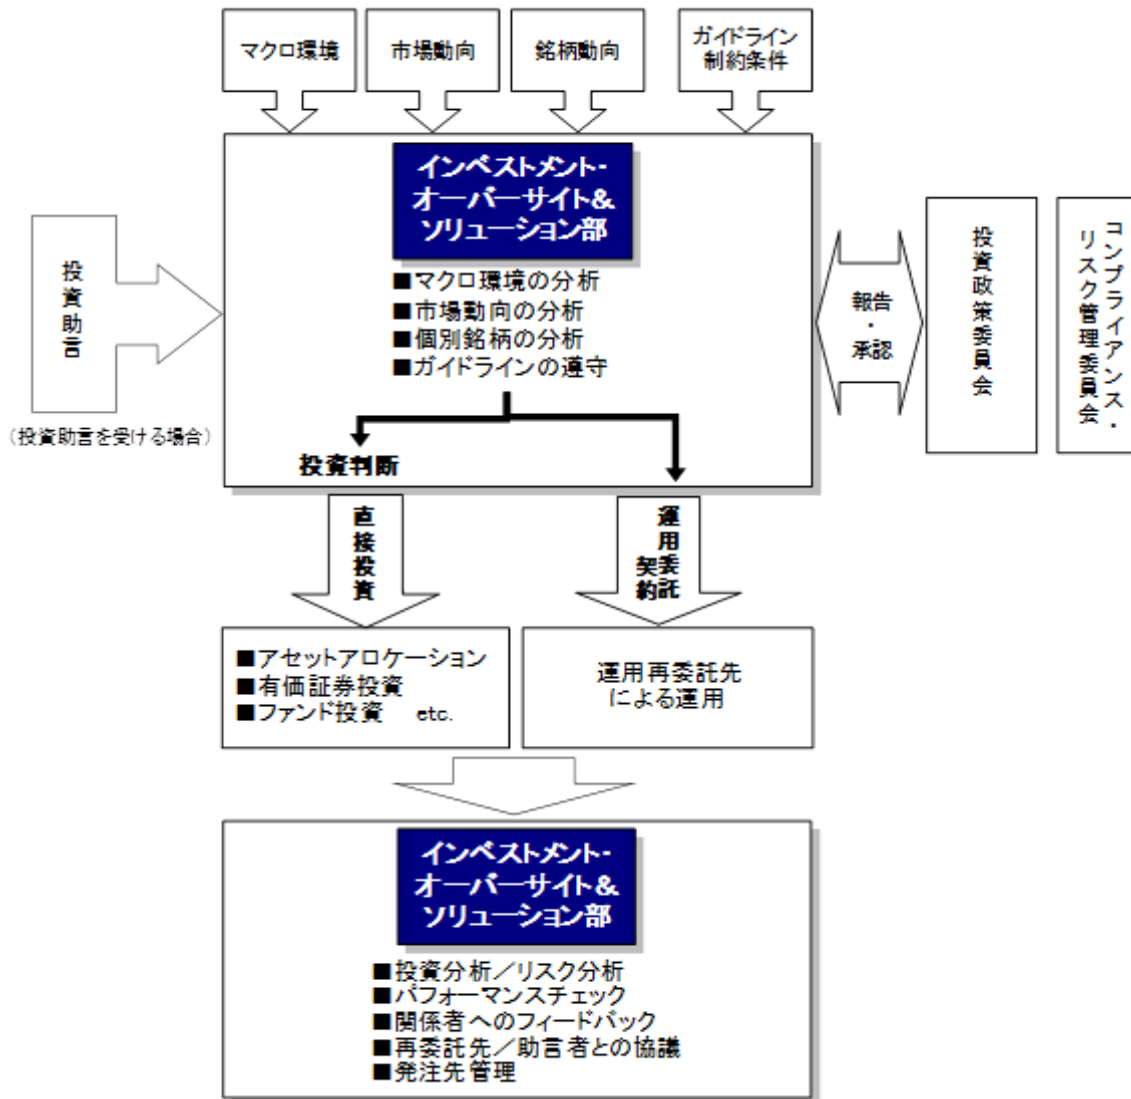 マクロ環境
市場動向
銘柄動向
ガイドライン
制約条件
インベストメント・
オーバーサイト&
ソリューション部
■マクロ環境の分析
■市場動向の分析
■個別銘柄の分析
■ガイドラインの遵守
投資助言
(投資助言を受ける場合)
報告
・
承認
投資政策委員会
コンプライアンス・
リスク管理委員会
投資判断
直接投資
運用委託
契約
■アセットアロケーション
■有価証券投資
■ファンド投資 etc.
運用再委託先
による運用
インベストメント・
オーバーサイト&
ソリューション部
■投資分析／リスク分析
■パフォーマンスチェック
■関係者へのフィードバック
■再委託先／助言者との協議
■発注先管理